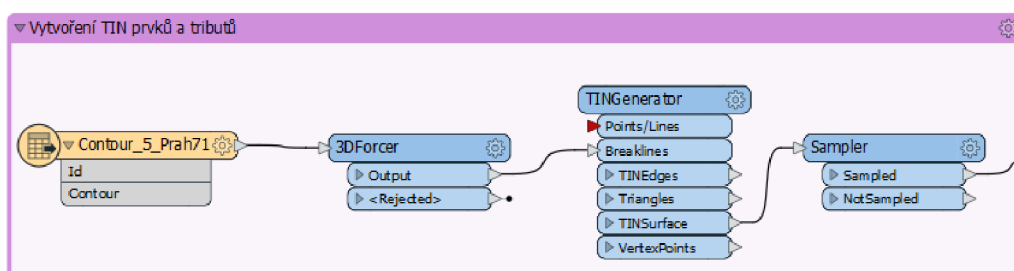 Vytvoření TIN prvků a tributů
Contour_5_Prah71
Id
Contour
3DForcer
Output
<Rejected>
TINGenerator
Points/Lines
Breaklines
TINEdges
Triangles
TINSurface
VertexPoints
Sampler
Sampled
NotSampled